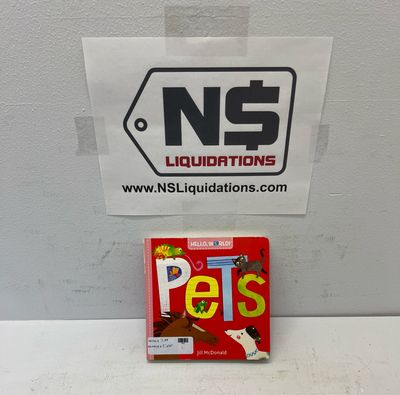 N$
LIQUIDATIONS
www.NSLiquidations.com
HELLO, WORLD!
PeTs
Jill McDonald